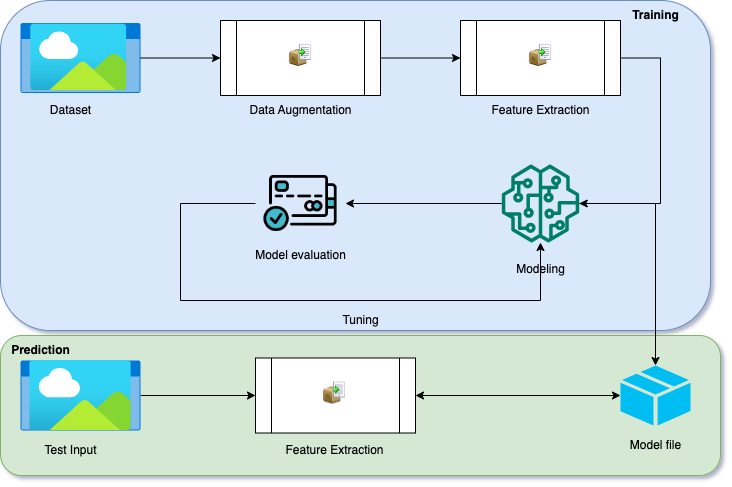 Training
Dataset
Data Augmentation
Feature Extraction
Model evaluation
Modeling
Tuning
Prediction
Test Input
Feature Extraction
Model file